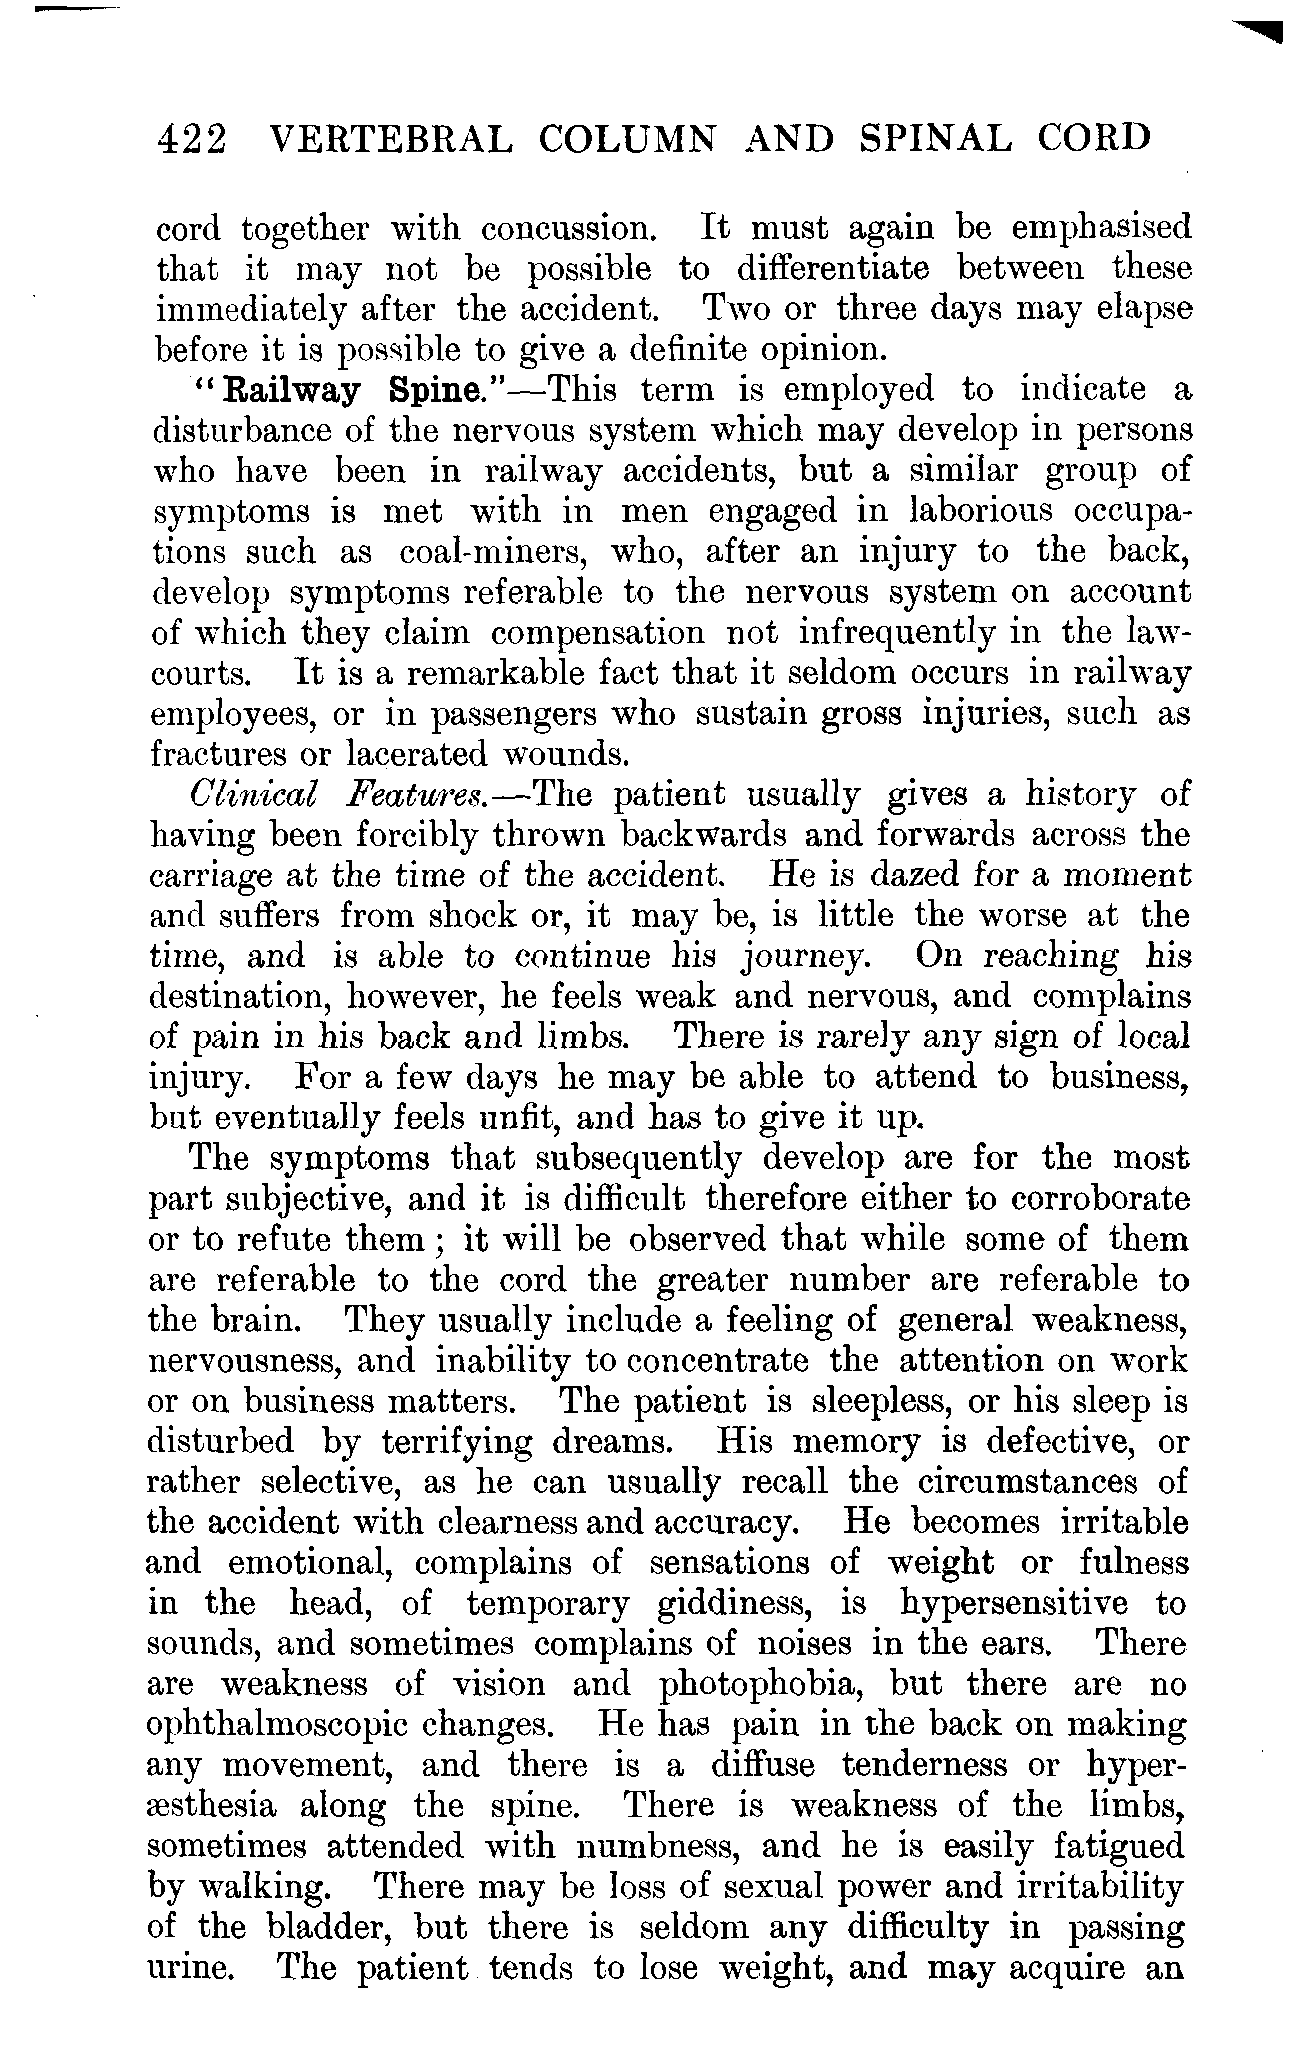 422 VERTEBRAL COLUMN AND SPINAL CORD
cord together with concussion. It must again be emphasised
that it may not be possible to differentiate between these
immediately after the accident. Two or three days may elapse
before it is possible to give a definite opinion.
"Railway Spine."—This term is employed to indicate a
disturbance of the nervous system which may develop in persons
who have been in railway accidents, but a similar group of
symptoms is met with in men engaged in laborious occupa-
tions such as coal-miners, who, after an injury to the back,
develop symptoms referable to the nervous system on account
of which they claim compensation not infrequently in the law-
courts. It is a remarkable fact that it seldom occurs in railway
employees, or in passengers who sustain gross injuries, such as
fractures or lacerated wounds.
Clinical Features.—The patient usually gives a history of
having been forcibly thrown backwards and forwards across the
carriage at the time of the accident. He is dazed for a moment
and suffers from shock or, it may be, is little the worse at the
time, and is able to continue his journey. On reaching his
destination, however, he feels weak and nervous, and complains
of pain in his back and limbs. There is rarely any sign of local
injury. For a few days he may be able to attend to business,
but eventually feels unfit, and has to give it up.
The symptoms that subsequently develop are for the most
part subjective, and it is difficult therefore either to corroborate
or to refute them; it will be observed that while some of them
are referable to the cord the greater number are referable to
the brain. They usually include a feeling of general weakness,
nervousness, and inability to concentrate the attention on work
or on business matters. The patient is sleepless, or his sleep is
disturbed by terrifying dreams. His memory is defective, or
rather selective, as he can usually recall the circumstances of
the accident with clearness and accuracy. He becomes irritable
and emotional, complains of sensations of weight or fulness
in the head, of temporary giddiness, is hypersensitive to
sounds, and sometimes complains of noises in the ears. There
are weakness of vision and photophobia, but there are no
ophthalmoscopic changes. He has pain in the back on making
any movement, and there is a diffuse tenderness or hyper-
æsthesia along the spine. There is weakness of the limbs,
sometimes attended with numbness, and he is easily fatigued
by walking. There may be loss of sexual power and irritability
of the bladder, but there is seldom any difficulty in passing
urine. The patient tends to lose weight, and may acquire an